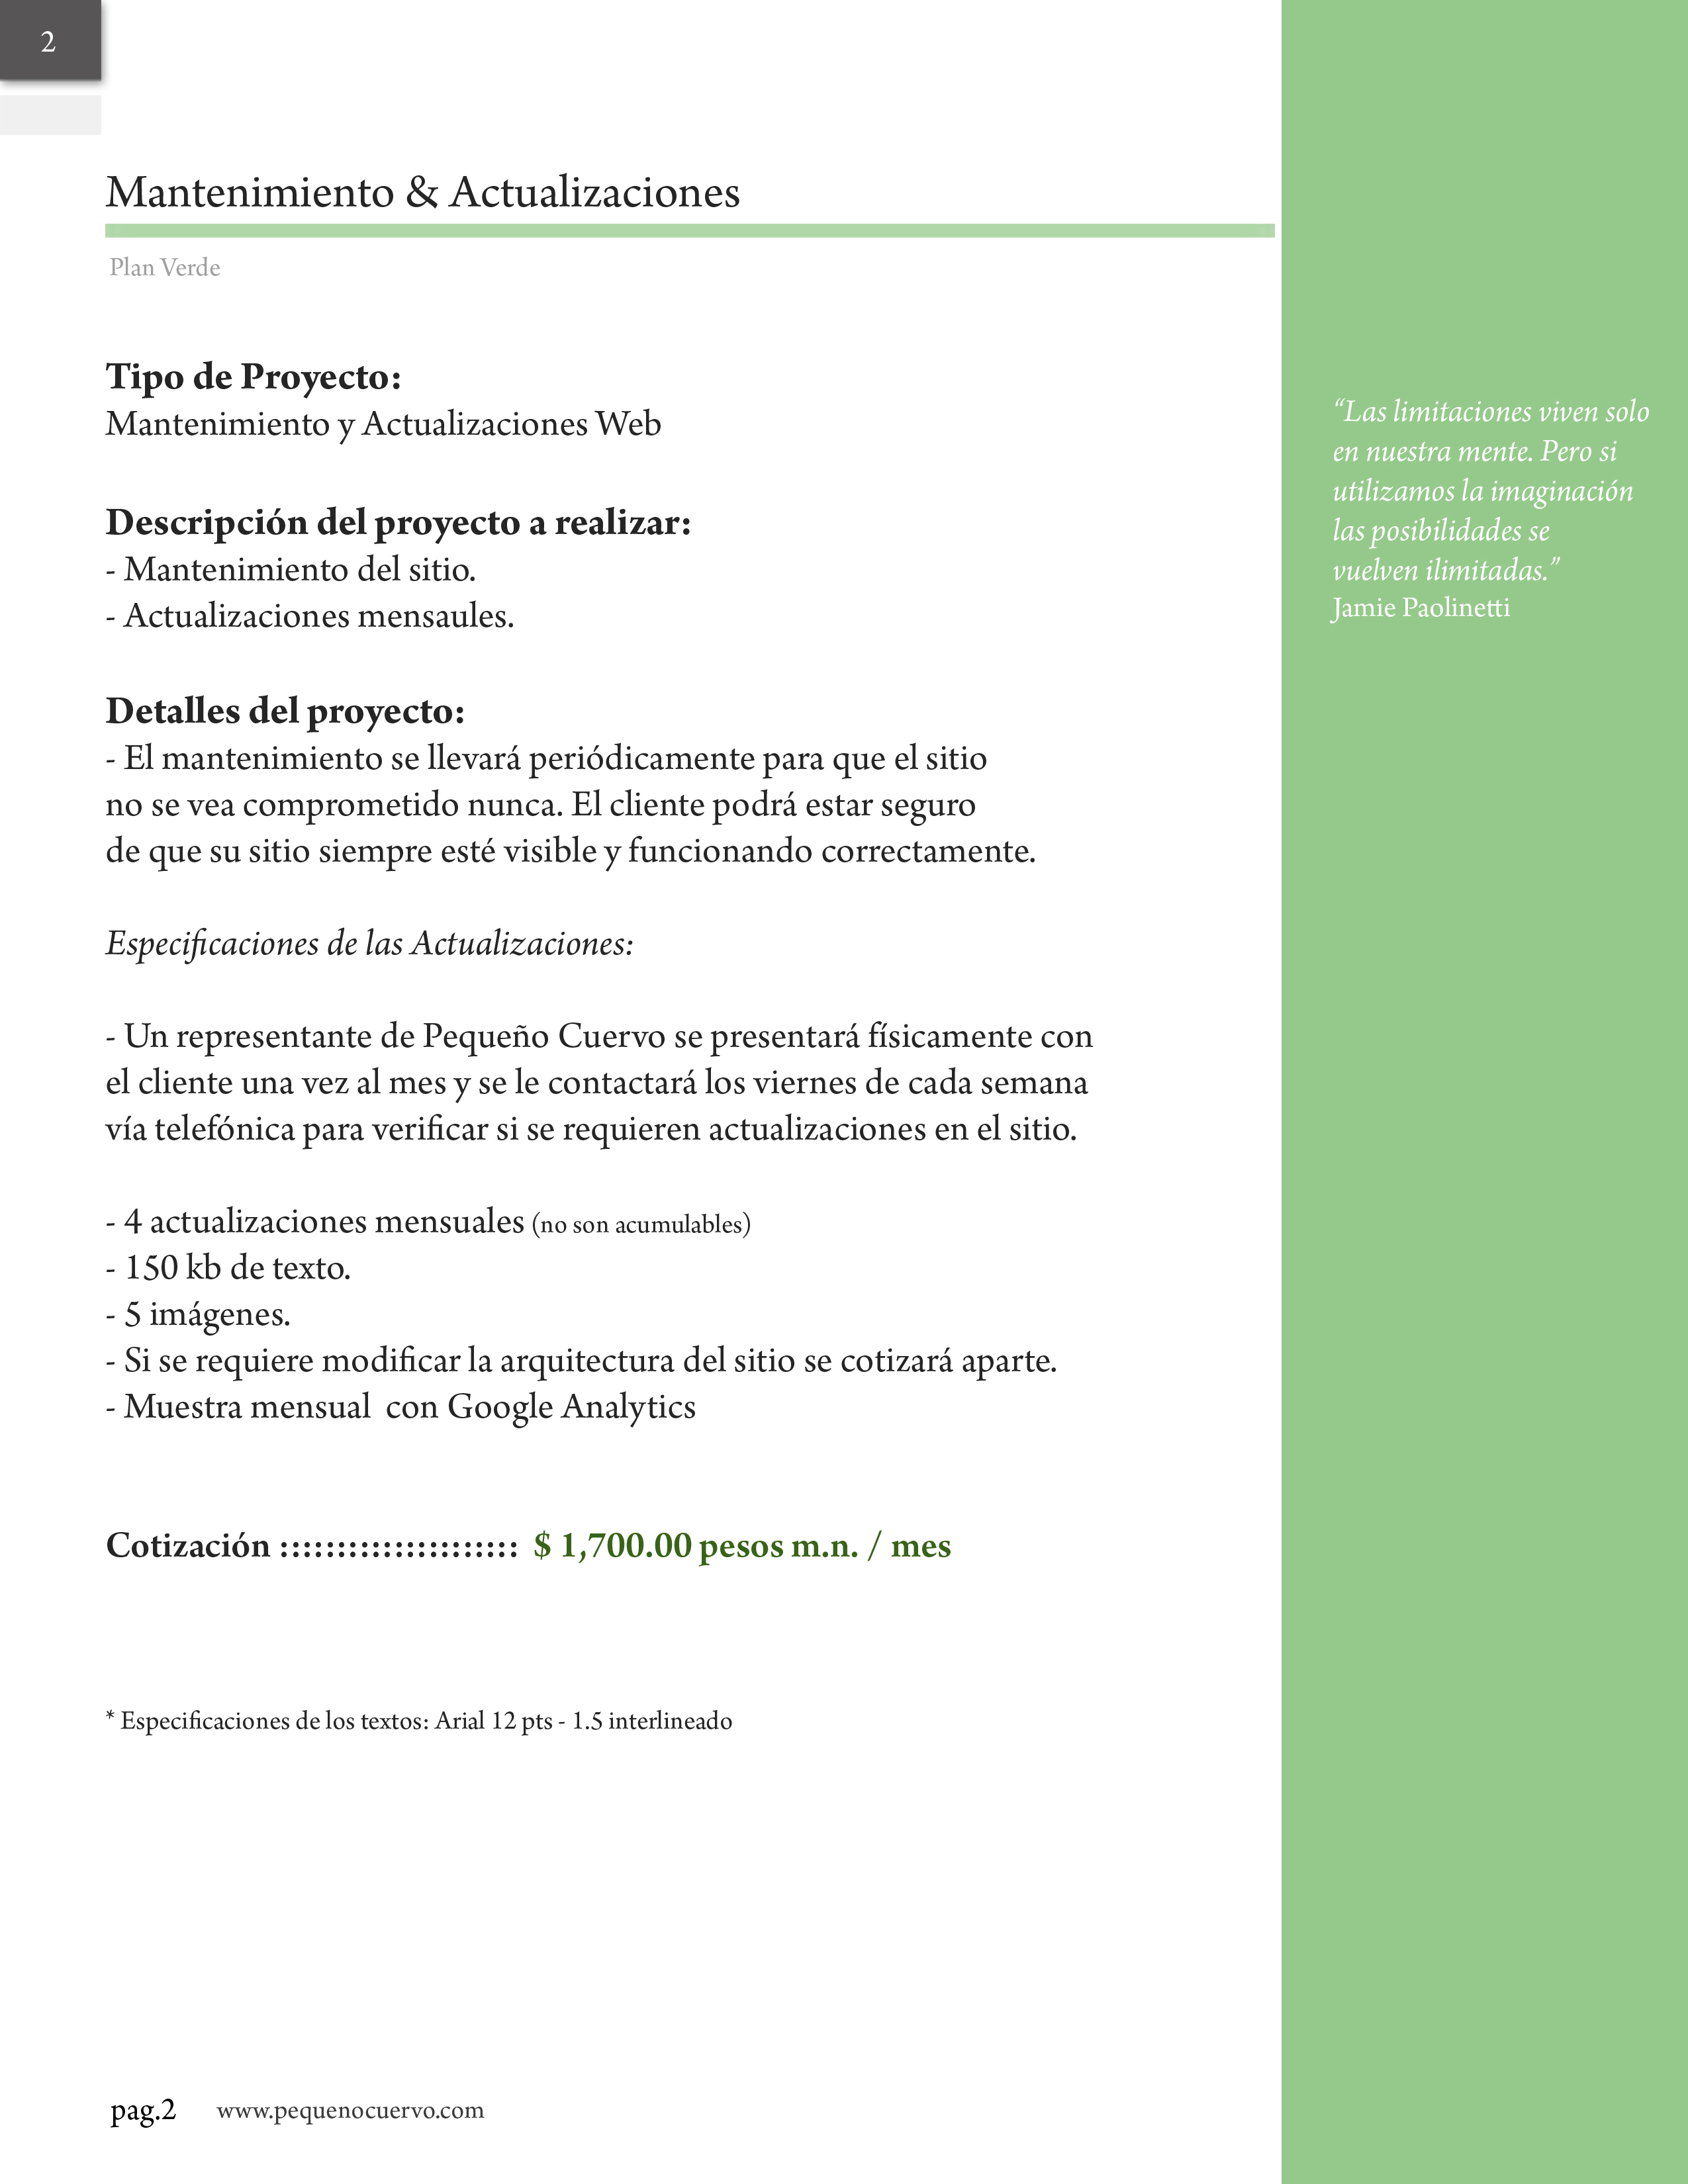 2
Mantenimiento & Actualizaciones
Plan Verde
Tipo de Proyecto:
Mantenimiento y Actualizaciones Web
Descripción del proyecto a realizar:
- Mantenimiento del sitio.
- Actualizaciones mensaules.
Detalles del proyecto:
- El mantenimiento se llevará periódicamente para que el sitio
no se vea comprometido nunca. El cliente podrá estar seguro
de que su sitio siempre esté visible y funcionando correctamente.
Especificaciones de las Actualizaciones:
- Un representante de Pequeño Cuervo se presentará físicamente con
el cliente una vez al mes y se le contactará los viernes de cada semana
vía telefónica para verificar si se requieren actualizaciones en el sitio.
- 4 actualizaciones mensuales (no son acumulables)
- 150 kb de texto.
- 5 imágenes.
- Si se requiere modificar la arquitectura del sitio se cotizará aparte.
- Muestra mensual  con Google Analytics
Cotización ::::::::::::::::::::: $ 1,700.00 pesos m.n. / mes
* Especificaciones de los textos: Arial 12 pts - 1.5 interlineado
“Las limitaciones viven solo
en nuestra mente. Pero si
utilizamos la imaginación
las posibilidades se
vuelven ilimitadas.”
Jamie Paolinetti
pag.2 www.pequenocuervo.com